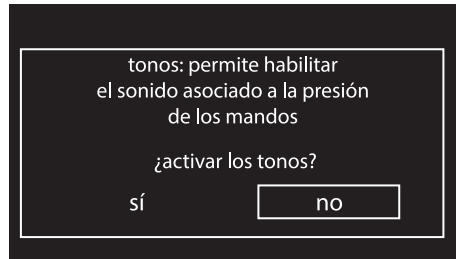 tonos: permite habilitar
el sonido asociado a la presión
de los mandos
¿activar los tonos?
sí no